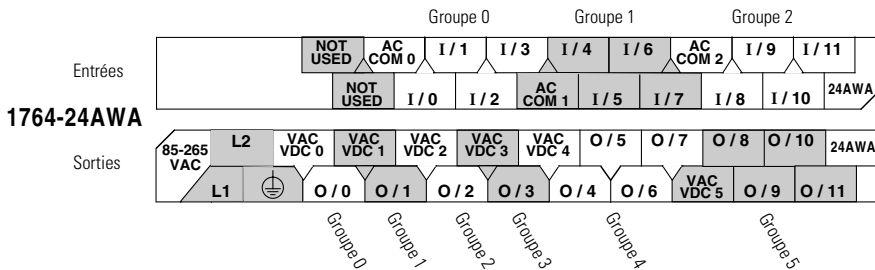 Groupe 0 Groupe 1 Groupe 2
Entrées
NOT USED AC COM 0 I / 1 I / 3 I / 4 I / 6 AC COM 2 I / 9 I / 11
NOT USED I / 0 I / 2 AC COM 1 I / 5 I / 7 I / 8 I / 10 24AWA
1764-24AWA
Sorties
85-265 VAC L2 VAC VDC 0 VAC VDC 1 VAC VDC 2 VAC VDC 3 VAC VDC 4 O / 5 O / 7 O / 8 O / 10 24AWA
L1 O / 0 O / 1 O / 2 O / 3 O / 4 O / 6 VAC VDC 5 O / 9 O / 11
Groupe 0 Groupe 1 Groupe 2 Groupe 3 Groupe 4 Groupe 5